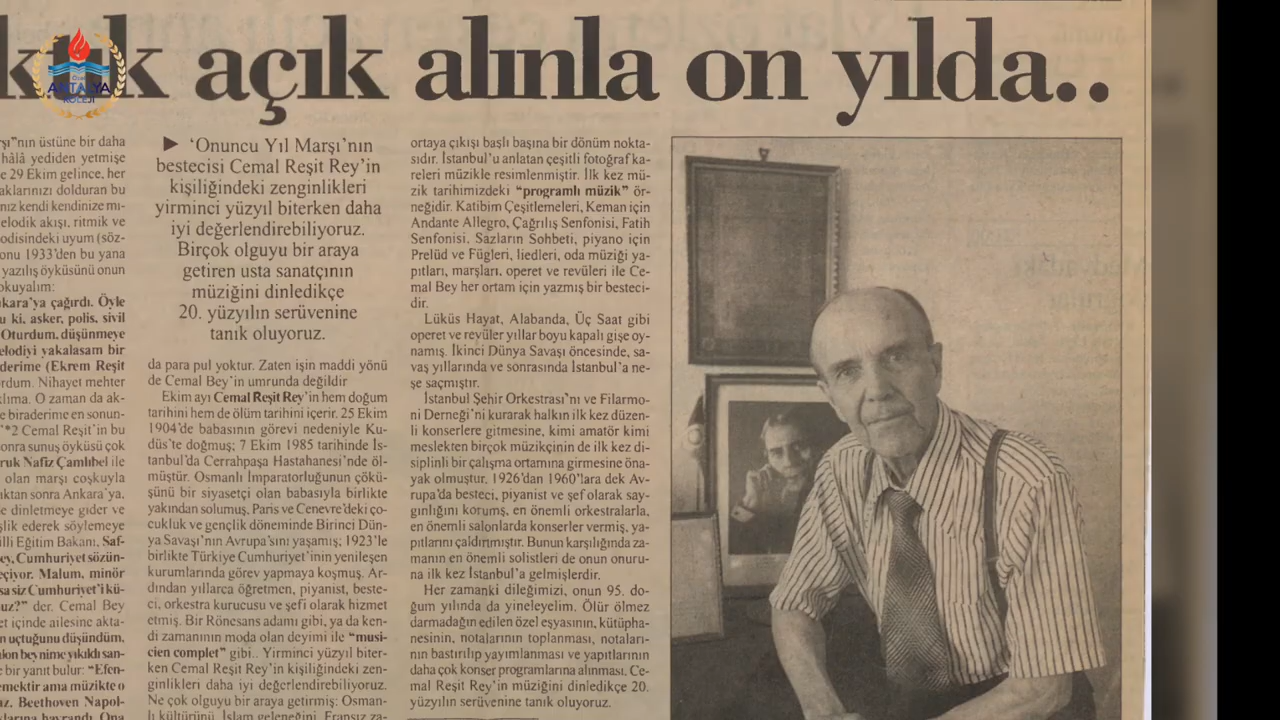 açık alınla on yılda..
Özel
ANTALYA
KOLEJİ
şı"nın üstüne bir daha
hâlâ yediden yetmişe
e 29 Ekim gelince, her
aklarınızı dolduran bu
nız kendi kendinize mı-
elodik akışı, ritmik ve
odisindeki uyum (söz-
onu 1933'den bu yana
yazılış öyküsünü onun
okuyalım:
kara'ya çağırdı. Öyle
u ki, asker, polis, sivil
Oturdum, düşünmeye
elodiyi yakalasam bir
derime (Ekrem Reşit
rdum. Nihayet mehter
klıma. O zaman da ak-
e biraderime en sonun-
"*2 Cemal Reşit'in bu
onra sunuş öyküsü çok
ruk Nafiz Çamlıbel ile
olan marşı coşkuyla
ktan sonra Ankara'ya,
e dinletmeye gider ve
şlik ederek söylemeye
illi Eğitim Bakanı, Saf-
ey, Cumhuriyet sözün-
eçiyor. Malum, minör
sa siz Cumhuriyet'i kü-
uz?" der. Cemal Bey
et içinde ailesine akta-
n uçtuğunu düşündüm,
lon beynime yıkıldı san-
e bir yanıt bulur: "Efen-
emektir ama müzikte o
az. Beethoven Napol-
► 'Onuncu Yıl Marşı'nın
bestecisi Cemal Reşit Rey'in
kişiliğindeki zenginlikleri
yirminci yüzyıl biterken daha
iyi değerlendirebiliyoruz.
Birçok olguyu bir araya
getiren usta sanatçının
müziğini dinledikçe
20. yüzyılın serüvenine
tanık oluyoruz.
da para pul yoktur. Zaten işin maddi yönü
de Cemal Bey'in umrunda değildir
Ekim ayı Cemal Reşit Rey'in hem doğum
tarihini hem de ölüm tarihini içerir. 25 Ekim
1904'de babasının görevi nedeniyle Ku-
düs'te doğmuş; 7 Ekim 1985 tarihinde İs-
tanbul'da Cerrahpaşa Hastahanesi'nde öl-
müştür. Osmanlı İmparatorluğunun çökü-
şünü bir siyasetçi olan babasıyla birlikte
yakından solumuş, Paris ve Cenevre'deki ço-
cukluk ve gençlik döneminde Birinci Dün-
ya Savaşı'nın Avrupa'sını yaşamış; 1923'le
birlikte Türkiye Cumhuriyet'inin yenileşen
kurumlarında görev yapmaya koşmuş. Ar-
dından yıllarca öğretmen, piyanist, beste-
ci, orkestra kurucusu ve şefi olarak hizmet
etmiş. Bir Rönesans adamı gibi, ya da ken-
di zamanının moda olan deyimi ile "musi-
cien complet" gibi.. Yirminci yüzyıl biter-
ken Cemal Reşit Rey'in kişiliğindeki zen-
ginlikleri daha iyi değerlendirebiliyoruz.
Ne çok olguyu bir araya getirmiş: Osman-
lı kültürünü, İslam geleneğini, Fransız za-
ortaya çıkışı başlı başına bir dönüm nokta-
sıdır. İstanbul'u anlatan çeşitli fotoğraf ka-
releri müzikle resimlenmiştir. İlk kez mü-
zik tarihimizdeki "programlı müzik" ör-
neğidir. Katibim Çeşitlemeleri, Keman için
Andante Allegro, Çağrılış Senfonisi, Fatih
Senfonisi, Sazların Sohbeti, piyano için
Prelüd ve Fügleri, liedleri, oda müziği ya-
pıtları, marşları, operet ve revüleri ile Ce-
mal Bey her ortam için yazmış bir besteci-
dir.
Lüküs Hayat, Alabanda, Üç Saat gibi
operet ve revüler yıllar boyu kapalı gişe oy-
namış. İkinci Dünya Savaşı öncesinde, sa-
vaş yıllarında ve sonrasında İstanbul'a ne-
şe saçmıştır.
İstanbul Şehir Orkestrası'nı ve Filarmo-
ni Derneği'ni kurarak halkın ilk kez düzen-
li konserlere gitmesine, kimi amatör kimi
meslekten birçok müzikçinin de ilk kez di-
siplinli bir çalışma ortamına girmesine öna-
yak olmuştur. 1926'dan 1960'lara dek Av-
rupa'da besteci, piyanist ve şef olarak say-
gınlığını korumş, en önemli orkestralarla,
en önemli salonlarda konserler vermiş, ya-
pıtlarını çaldırımıştır. Bunun karşılığında za-
manın en önemli solistleri de onun onuru-
na ilk kez İstanbul'a gelmişlerdir.
Her zamanki dileğimizi, onun 95. do-
ğum yılında da yineleyelim. Ölür ölmez
darmadağın edilen özel eşyasının, kütüpha-
nesinin, notalarının toplanması, notaları-
nın bastırılıp yayımlanması ve yapıtlarının
daha çok konser programlarına alınması. Ce-
mal Reşit Rey'in müziğini dinledikçe 20.
yüzyılın serüvenine tanık oluyoruz.